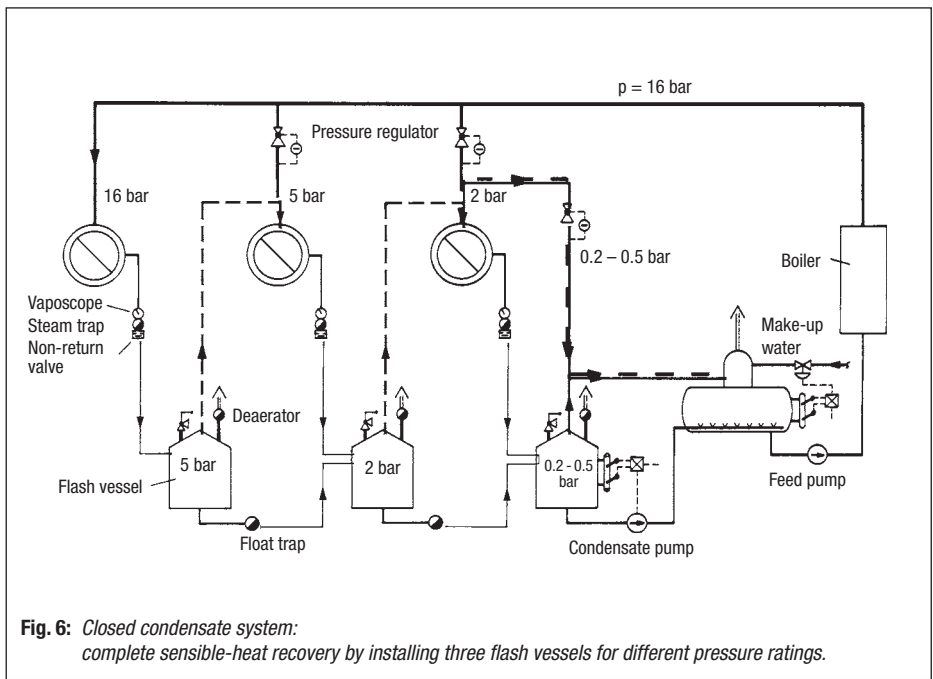 p = 16 bar
Pressure regulator
16 bar
5 bar
2 bar
0.2 – 0.5 bar
Boiler
Vaposcope
Steam trap
Non-return
valve
Make-up
water
Deaerator
5 bar
2 bar
0.2 - 0.5
bar
Flash vessel
Feed pump
Float trap
Condensate pump
Fig. 6: Closed condensate system:
complete sensible-heat recovery by installing three flash vessels for different pressure ratings.